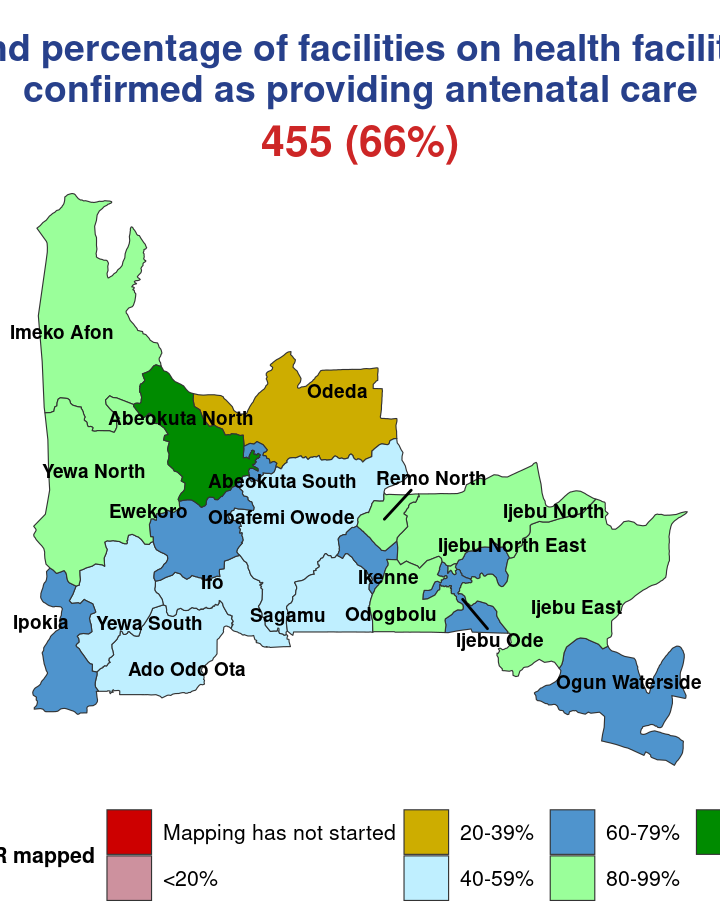 nd percentage of facilities on health facilit
confirmed as providing antenatal care
455 (66%)
Imeko Afon
Odeda
Abeokuta North
Yewa North
Abeokuta South
Remo North
Ewekoro
Obafemi Owode
Ijebu North
Ijebu North East
Ifo
Ikenne
Ipokia
Yewa South
Sagamu
Odogbolu
Ijebu East
Ijebu Ode
Ado Odo Ota
Ogun Waterside
R mapped
Mapping has not started
20-39%
60-79%
<20%
40-59%
80-99%